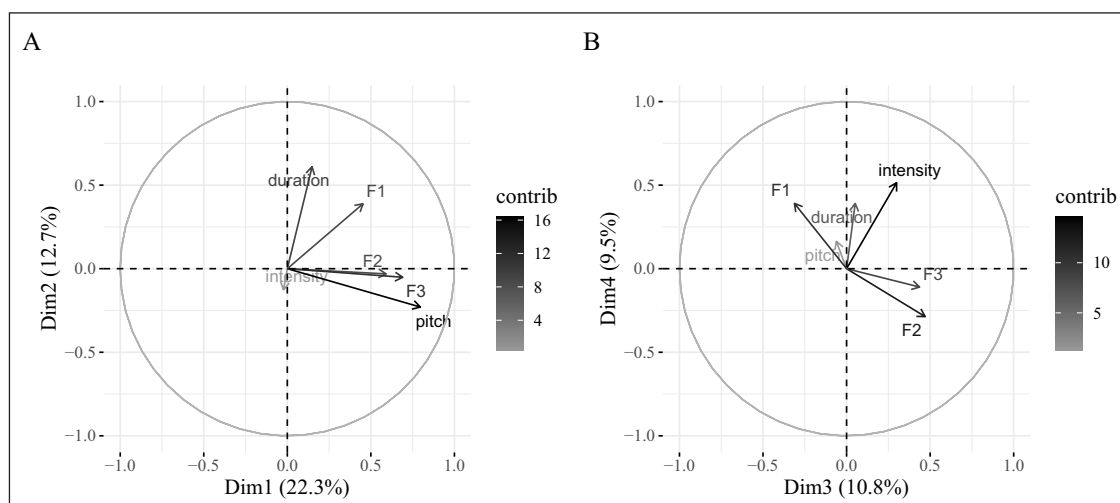 A
B
1.0
0.5
0.0
−0.5
−1.0
Dim2 (12.7%)
duration
F1
F2
intensity
F3
pitch
−1.0
−0.5
0.0
0.5
1.0
Dim1 (22.3%)
contrib
16
12
8
4
1.0
0.5
0.0
−0.5
−1.0
Dim4 (9.5%)
intensity
F1
duration
pitch
F3
F2
−1.0
−0.5
0.0
0.5
1.0
Dim3 (10.8%)
contrib
10
5